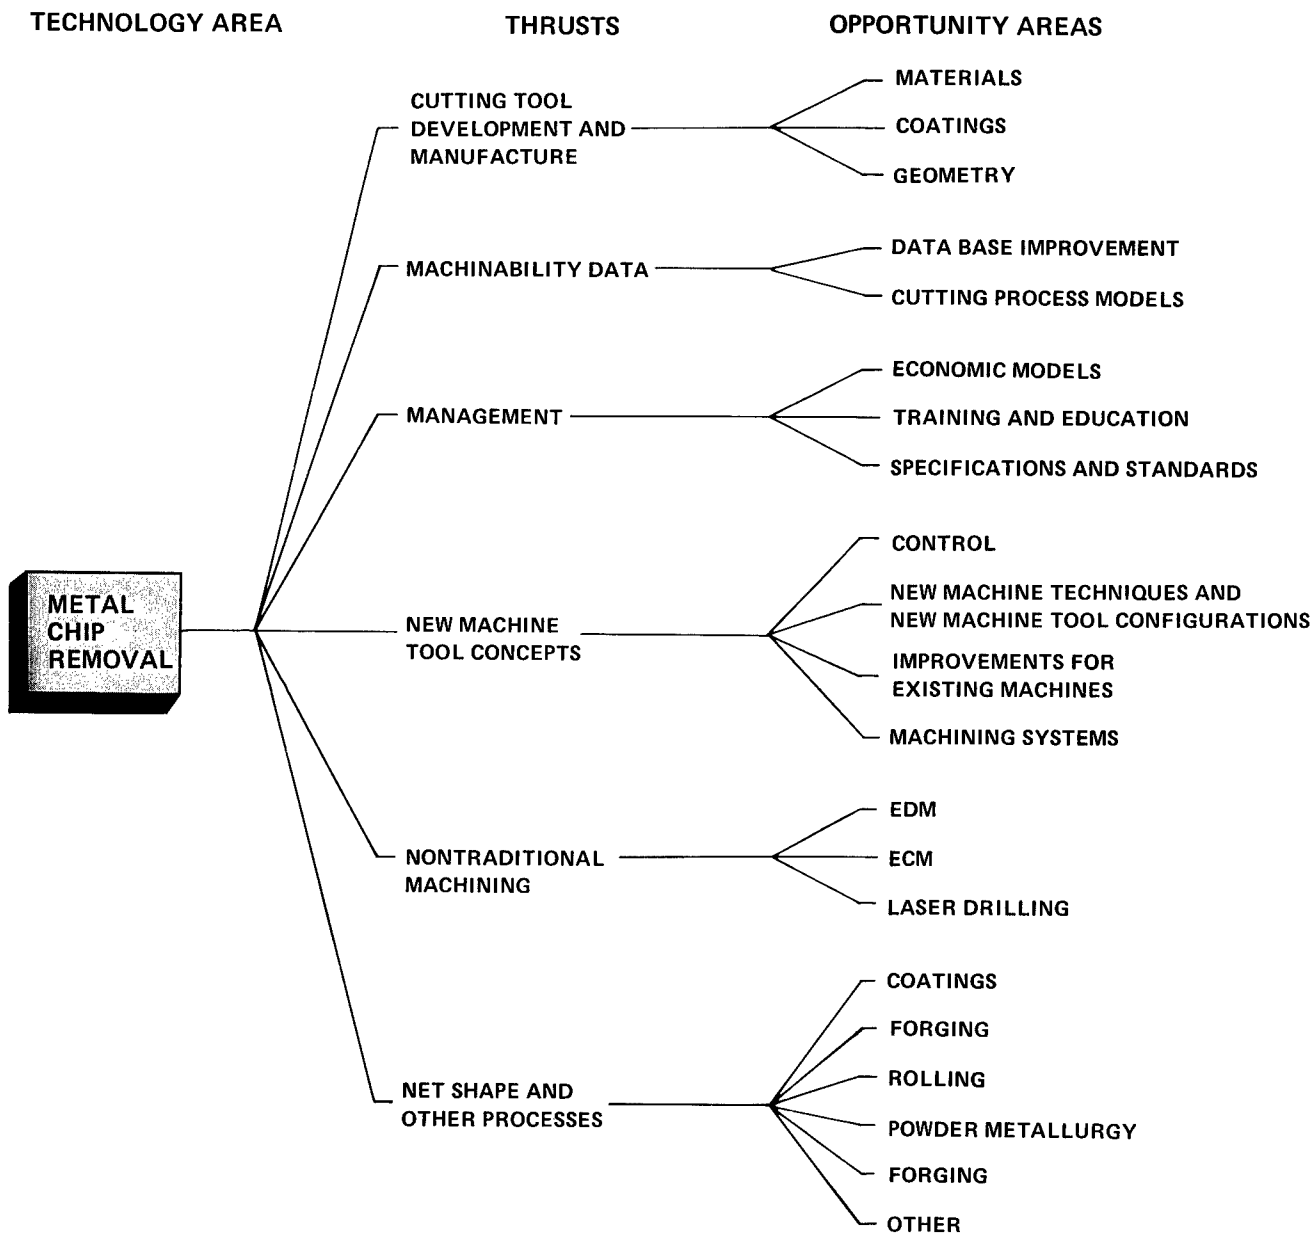 TECHNOLOGY AREA
THRUSTS
OPPORTUNITY AREAS
METAL
CHIP
REMOVAL
CUTTING TOOL
DEVELOPMENT AND
MANUFACTURE
MATERIALS
COATINGS
GEOMETRY
MACHINABILITY DATA
DATA BASE IMPROVEMENT
CUTTING PROCESS MODELS
MANAGEMENT
ECONOMIC MODELS
TRAINING AND EDUCATION
SPECIFICATIONS AND STANDARDS
NEW MACHINE
TOOL CONCEPTS
CONTROL
NEW MACHINE TECHNIQUES AND
NEW MACHINE TOOL CONFIGURATIONS
IMPROVEMENTS FOR
EXISTING MACHINES
MACHINING SYSTEMS
NONTRADITIONAL
MACHINING
EDM
ECM
LASER DRILLING
NET SHAPE AND
OTHER PROCESSES
COATINGS
FORGING
ROLLING
POWDER METALLURGY
FORGING
OTHER